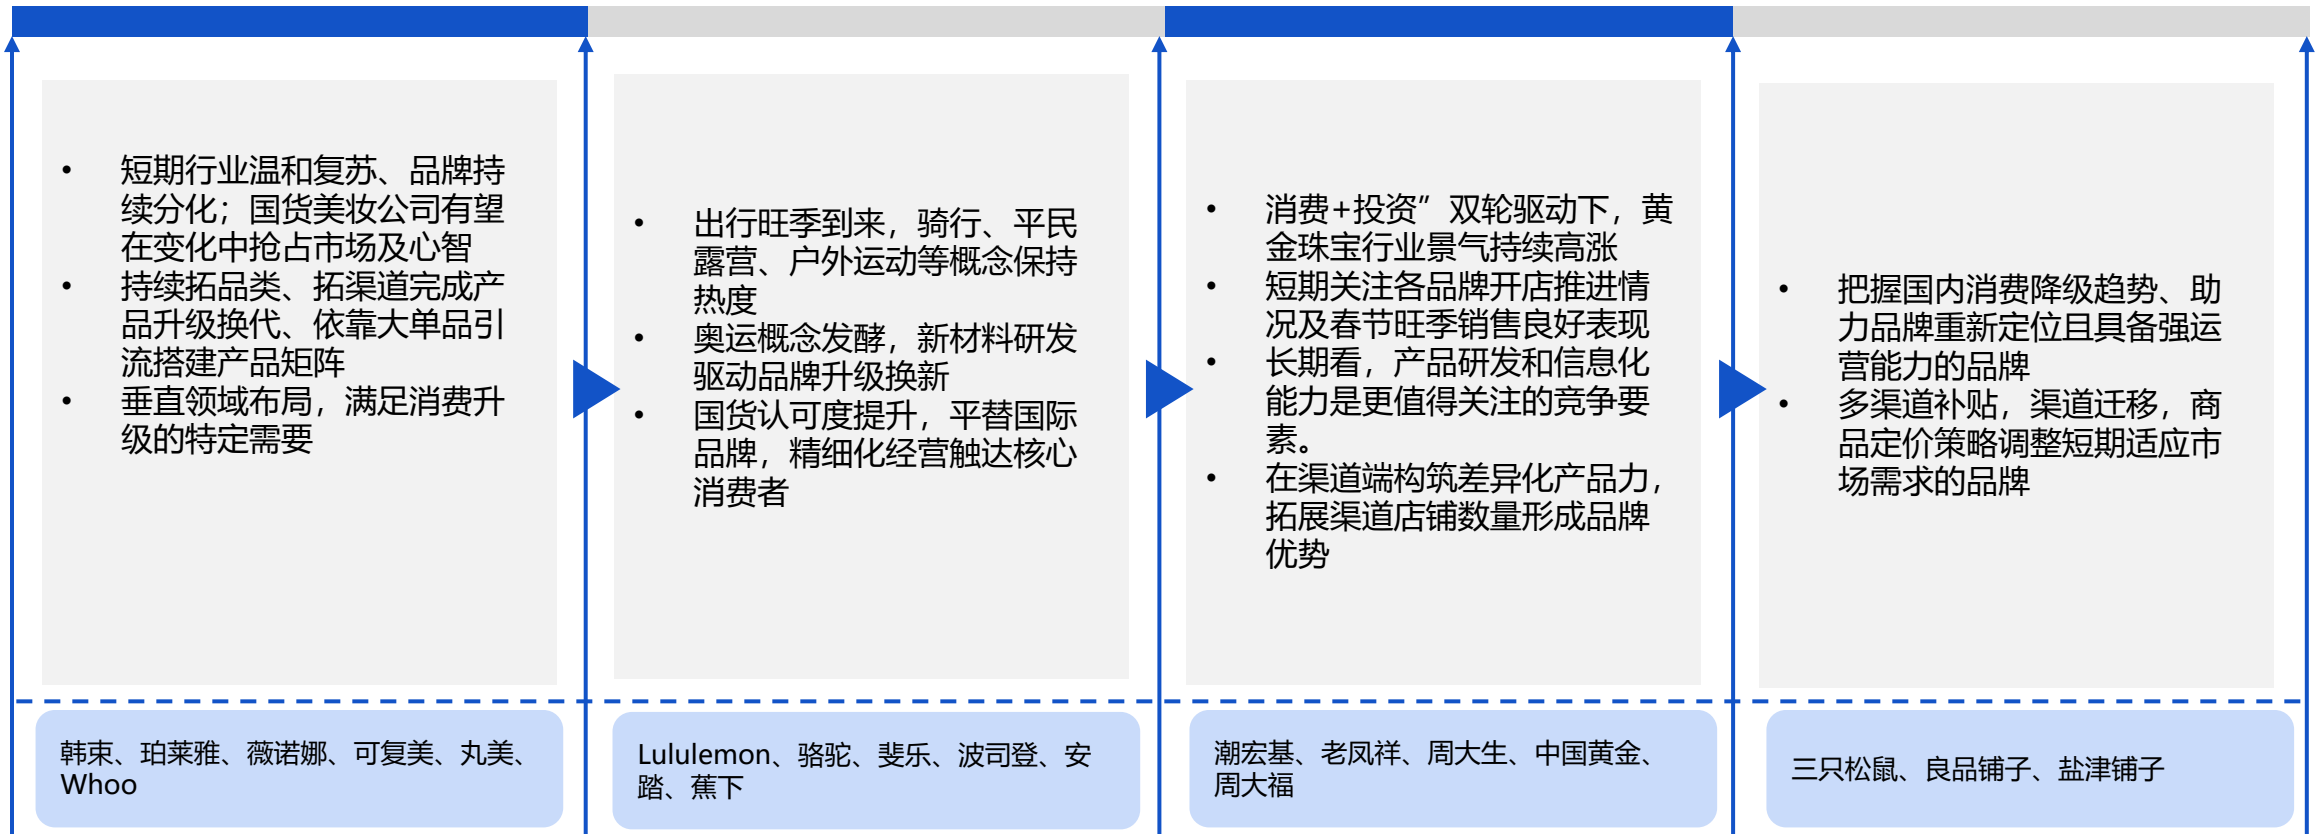 • 短期行业温和复苏、品牌持
续分化；国货美妆公司有望
在变化中抢占市场及心智
• 持续拓品类、拓渠道完成产
品升级换代、依靠大单品引
流搭建产品矩阵
• 垂直领域布局，满足消费升
级的特定需要
韩束、珀莱雅、薇诺娜、可复美、丸美、
Whoo
• 出行旺季到来，骑行、平民
露营、户外运动等概念保持
热度
• 奥运概念发酵，新材料研发
驱动品牌升级换新
• 国货认可度提升，平替国际
品牌，精细化经营触达核心
消费者
Lululemon、骆驼、斐乐、波司登、安
踏、蕉下
• 消费+投资”双轮驱动下，黄
金珠宝行业景气持续高涨
• 短期关注各品牌开店推进情
况及春节旺季销售良好表现
• 长期看，产品研发和信息化
能力是更值得关注的竞争要
素。
• 在渠道端构筑差异化产品力，
拓展渠道店铺数量形成品牌
优势
潮宏基、老凤祥、周大生、中国黄金、
周大福
• 把握国内消费降级趋势、助
力品牌重新定位且具备强运
营能力的品牌
• 多渠道补贴，渠道迁移，商
品定价策略调整短期适应市
场需求的品牌
三只松鼠、良品铺子、盐津铺子